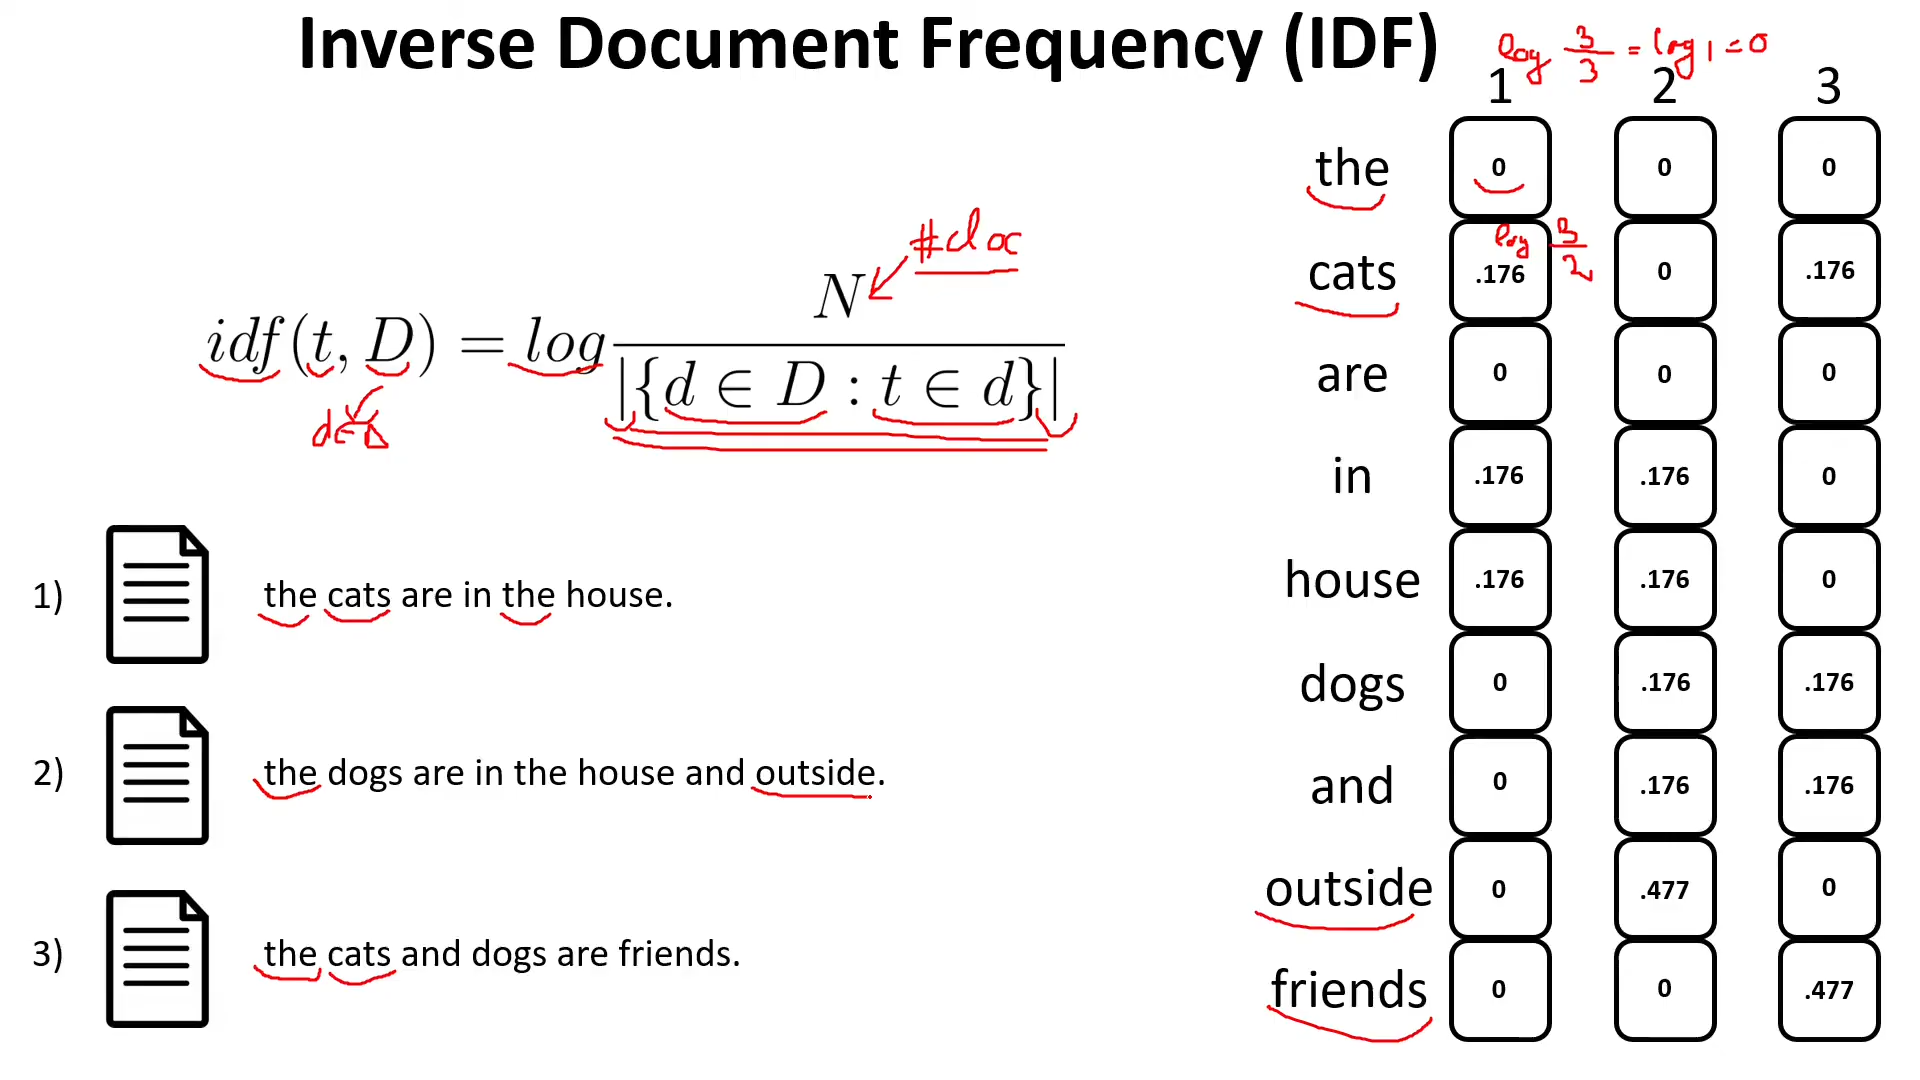 Inverse Document Frequency (IDF)
log 3/3 = log 1 = 0
1 2 3
the 0 0 0
log 3/2
cats .176 0 .176
are 0 0 0
in .176 .176 0
house .176 .176 0
dogs 0 .176 .176
and 0 .176 .176
outside 0 .477 0
friends 0 0 .477
#doc
idf(t, D) = log N / |{d ∈ D : t ∈ d}|
d ∈ D
1) the cats are in the house.
2) the dogs are in the house and outside.
3) the cats and dogs are friends.